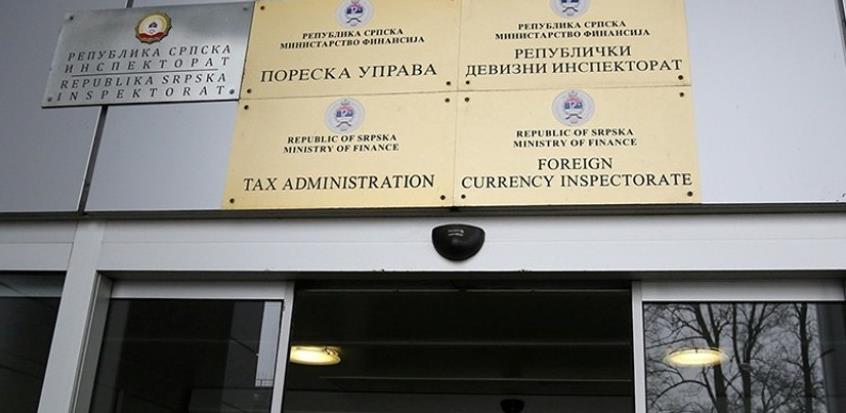 РЕПУБЛИКА СРПСКА
ИНСПЕКТОРАТ
REPUBLIKA SRPSKA
INSPEKTORAT
РЕПУБЛИКА СРПСКА
МИНИСТАРСТВО ФИНАНСИЈА
ПОРЕСКА УПРАВА
РЕПУБЛИКА СРПСКА
МИНИСТАРСТВО ФИНАНСИЈА
РЕПУБЛИЧКИ
ДЕВИЗНИ ИНСПЕКТОРАТ
REPUBLIC OF SRPSKA
MINISTRY OF FINANCE
TAX ADMINISTRATION
REPUBLIC OF SRPSKA
MINISTRY OF FINANCE
FOREIGN
CURRENCY INSPECTORATE